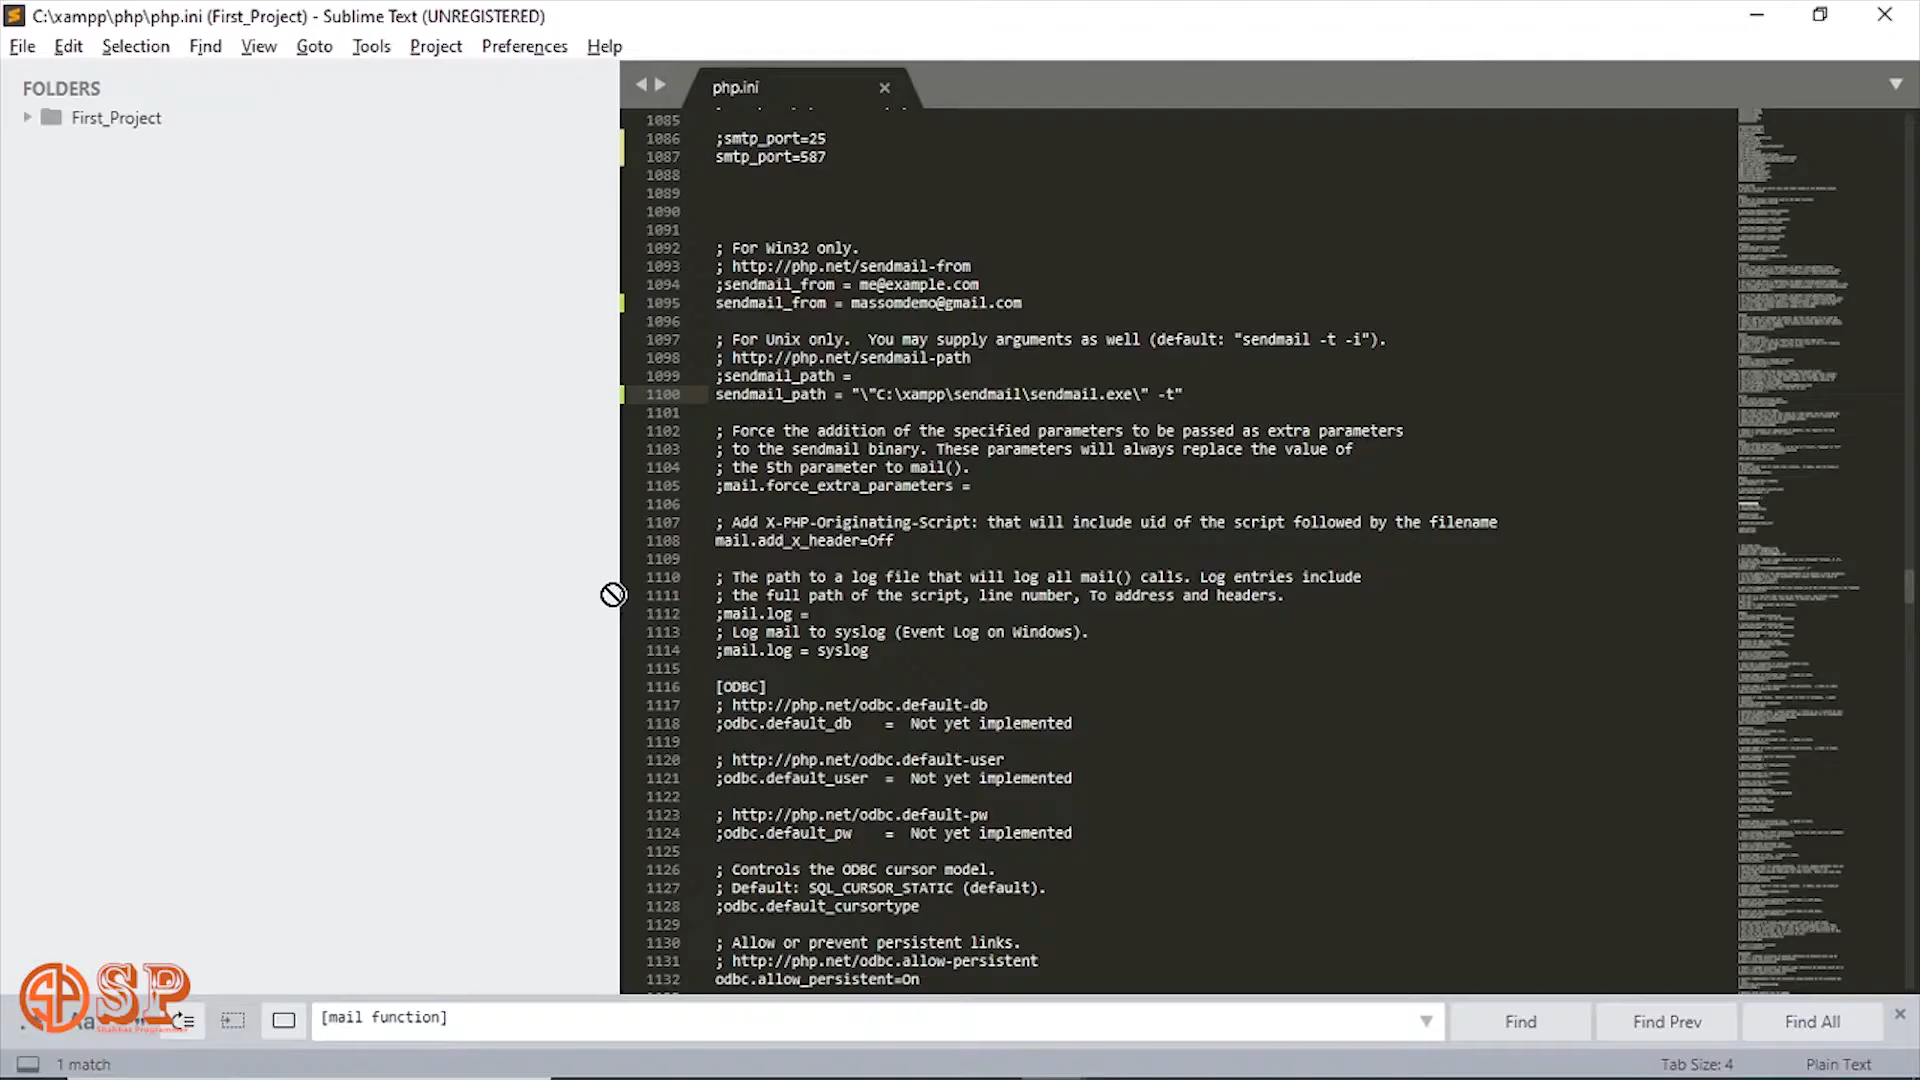 C:\xampp\php\php.ini (First_Project) - Sublime Text (UNREGISTERED)
File Edit Selection Find View Goto Tools Project Preferences Help
FOLDERS
First_Project
php.ini
1085
1086 ;smtp_port=25
1087 smtp_port=587
1088
1089
1090
1091
1092 ; For Win32 only.
1093 ; http://php.net/sendmail-from
1094 ;sendmail_from = me@example.com
1095 sendmail_from = massomdemo@gmail.com
1096
1097 ; For Unix only.  You may supply arguments as well (default: "sendmail -t -i").
1098 ; http://php.net/sendmail-path
1099 ;sendmail_path =
1100 sendmail_path = "\"C:\xampp\sendmail\sendmail.exe\" -t"
1101
1102 ; Force the addition of the specified parameters to be passed as extra parameters
1103 ; to the sendmail binary. These parameters will always replace the value of
1104 ; the 5th parameter to mail().
1105 ;mail.force_extra_parameters =
1106
1107 ; Add X-PHP-Originating-Script: that will include uid of the script followed by the filename
1108 mail.add_x_header=Off
1109
1110 ; The path to a log file that will log all mail() calls. Log entries include
1111 ; the full path of the script, line number, To address and headers.
1112 ;mail.log =
1113 ; Log mail to syslog (Event Log on Windows).
1114 ;mail.log = syslog
1115
1116 [ODBC]
1117 ; http://php.net/odbc.default-db
1118 ;odbc.default_db    =  Not yet implemented
1119
1120 ; http://php.net/odbc.default-user
1121 ;odbc.default_user  =  Not yet implemented
1122
1123 ; http://php.net/odbc.default-pw
1124 ;odbc.default_pw    =  Not yet implemented
1125
1126 ; Controls the ODBC cursor model.
1127 ; Default: SQL_CURSOR_STATIC (default).
1128 ;odbc.default_cursortype
1129
1130 ; Allow or prevent persistent links.
1131 ; http://php.net/odbc.allow-persistent
1132 odbc.allow_persistent=On
SP
[mail function]
Find Find Prev Find All
1 match
Tab Size: 4 Plain Text